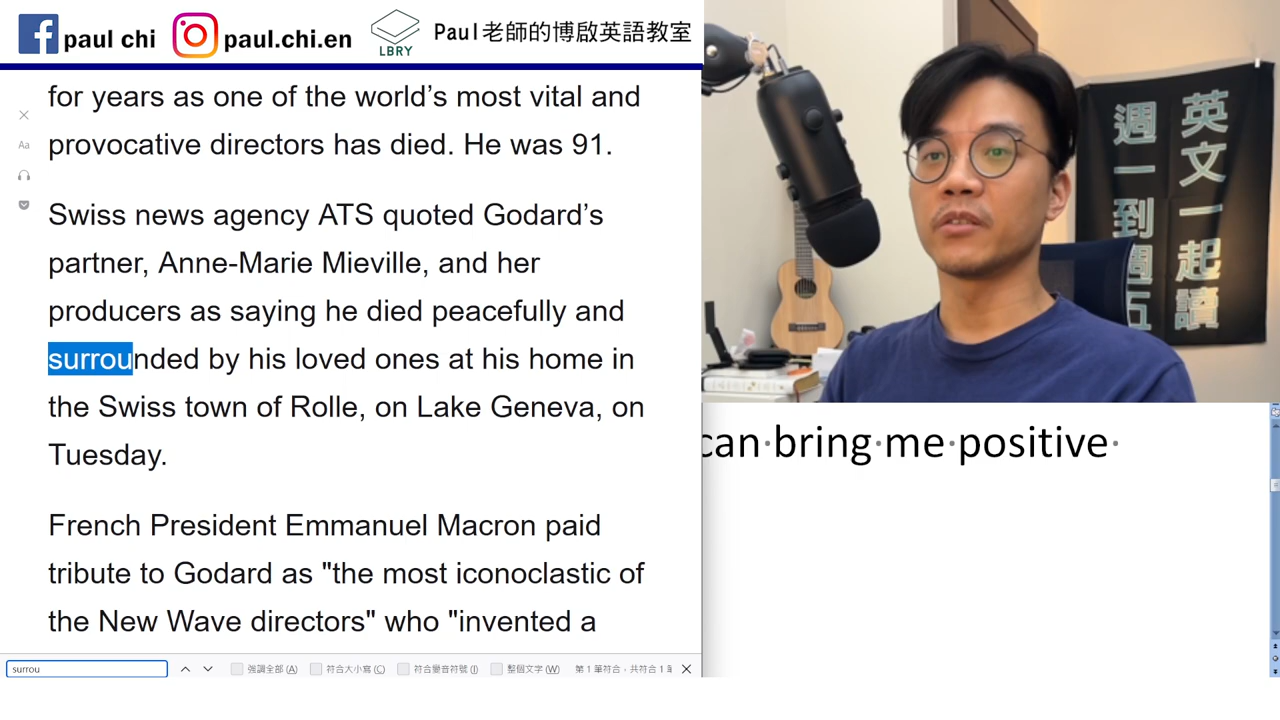 paul chi
paul.chi.en
LBRY
Paul老師的博啟英語教室
for years as one of the world’s most vital and
provocative directors has died. He was 91.
Swiss news agency ATS quoted Godard’s
partner, Anne-Marie Mieville, and her
producers as saying he died peacefully and
surrounded by his loved ones at his home in
the Swiss town of Rolle, on Lake Geneva, on
Tuesday.
French President Emmanuel Macron paid
tribute to Godard as "the most iconoclastic of
the New Wave directors" who "invented a
Aa
英文一起讀
週一到週五
can·bring·me·positive·
surrou
強調全部 (A)
符合大小寫 (C)
符合變音符號 (I)
整個文字 (W)
第 1 筆符合，共符合 1